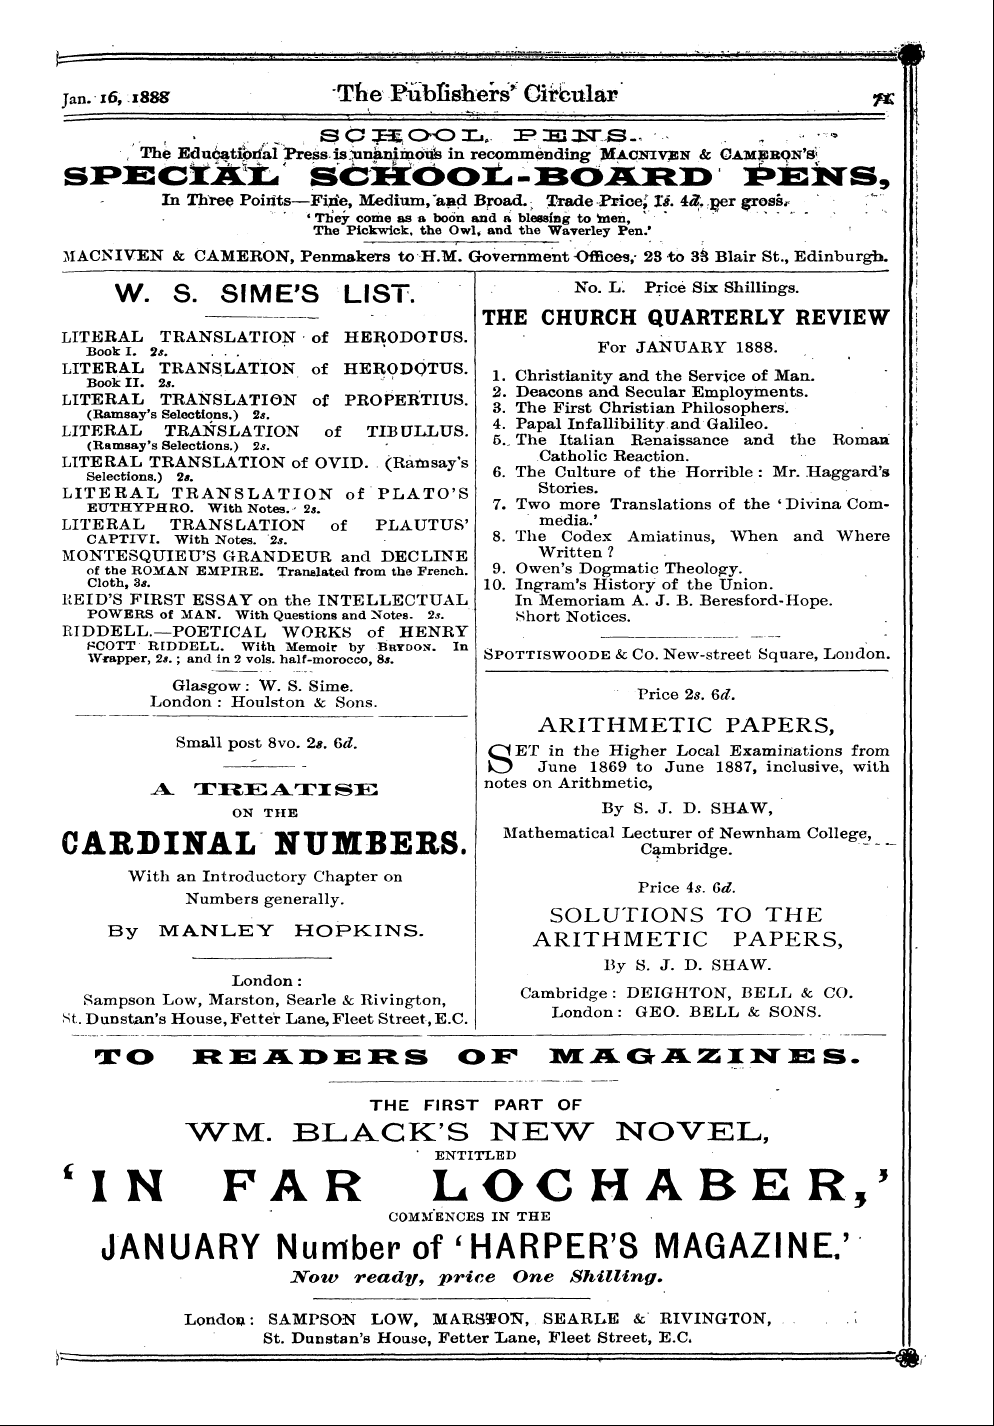 Jan. 16, 1888
The Publishers' Circular
SCHOOL PENS.
The Educational Press is unanimous in recommending MACNIVEN & CAMERON'S
SPECIAL SCHOOL-BOARD PENS,
In Three Points—Fine, Medium, and Broad. Trade Price, 1s. 4d. per gross.
'They come as a boon and a blessing to men,
The Pickwick, the Owl, and the Waverley Pen.'
MACNIVEN & CAMERON, Penmakers to H.M. Government Offices, 23 to 33 Blair St., Edinburgh.
W. S. SIME'S LIST.
LITERAL TRANSLATION of HERODOTUS.
Book I. 2s.
LITERAL TRANSLATION of HERODOTUS.
Book II. 2s.
LITERAL TRANSLATION of PROPERTIUS.
(Ramsay's Selections.) 2s.
LITERAL TRANSLATION of TIBULLUS.
(Ramsay's Selections.) 2s.
LITERAL TRANSLATION of OVID. (Ramsay's
Selections.) 2s.
LITERAL TRANSLATION of PLATO'S
EUTHYPHRO. With Notes. 2s.
LITERAL TRANSLATION of PLAUTUS'
CAPTIVI. With Notes. 2s.
MONTESQUIEU'S GRANDEUR and DECLINE
of the ROMAN EMPIRE. Translated from the French.
Cloth, 3s.
REID'S FIRST ESSAY on the INTELLECTUAL
POWERS of MAN. With Questions and Notes. 2s.
RIDDELL.—POETICAL WORKS of HENRY
SCOTT RIDDELL. With Memoir by BRYDON. In
Wrapper, 2s.; and in 2 vols. half-morocco, 8s.
Glasgow: W. S. Sime.
London: Houlston & Sons.
Small post 8vo. 2s. 6d.
A TREATISE
ON THE
CARDINAL NUMBERS.
With an Introductory Chapter on
Numbers generally.
By MANLEY HOPKINS.
London:
Sampson Low, Marston, Searle & Rivington,
St. Dunstan's House, Fetter Lane, Fleet Street, E.C.
No. L. Price Six Shillings.
THE CHURCH QUARTERLY REVIEW
For JANUARY 1888.
1. Christianity and the Service of Man.
2. Deacons and Secular Employments.
3. The First Christian Philosophers.
4. Papal Infallibility and Galileo.
5. The Italian Renaissance and the Roman
Catholic Reaction.
6. The Culture of the Horrible: Mr. Haggard's
Stories.
7. Two more Translations of the 'Divina Com-
media.'
8. The Codex Amiatinus, When and Where
Written?
9. Owen's Dogmatic Theology.
10. Ingram's History of the Union.
In Memoriam A. J. B. Beresford-Hope.
Short Notices.
SPOTTISWOODE & Co. New-street Square, London.
Price 2s. 6d.
ARITHMETIC PAPERS,
SET in the Higher Local Examinations from
June 1869 to June 1887, inclusive, with
notes on Arithmetic,
By S. J. D. SHAW,
Mathematical Lecturer of Newnham College,
Cambridge.
Price 4s. 6d.
SOLUTIONS TO THE
ARITHMETIC PAPERS,
By S. J. D. SHAW.
Cambridge: DEIGHTON, BELL & CO.
London: GEO. BELL & SONS.
TO READERS OF MAGAZINES.
THE FIRST PART OF
WM. BLACK'S NEW NOVEL,
ENTITLED
'IN FAR LOCHABER,'
COMMENCES IN THE
JANUARY Number of 'HARPER'S MAGAZINE.'
Now ready, price One Shilling.
London: SAMPSON LOW, MARSTON, SEARLE & RIVINGTON,
St. Dunstan's House, Fetter Lane, Fleet Street, E.C.